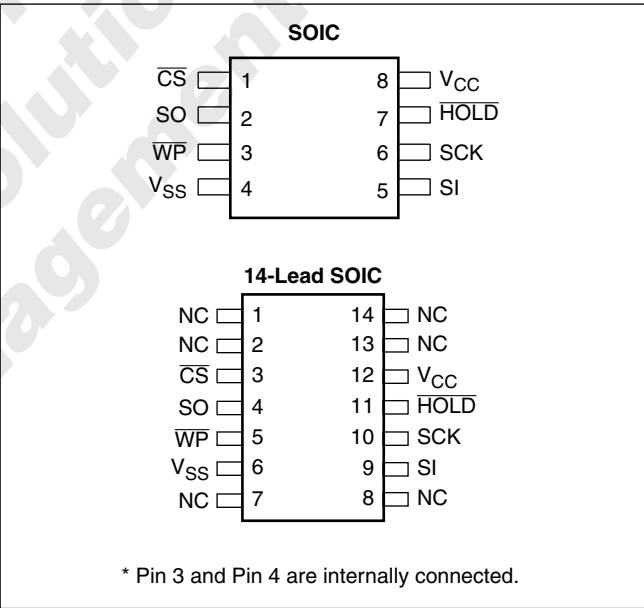 SOIC
CS 1 8 VCC
SO 2 7 HOLD
WP 3 6 SCK
VSS 4 5 SI
14-Lead SOIC
NC 1 14 NC
NC 2 13 NC
CS 3 12 VCC
SO 4 11 HOLD
WP 5 10 SCK
VSS 6 9 SI
NC 7 8 NC
* Pin 3 and Pin 4 are internally connected.